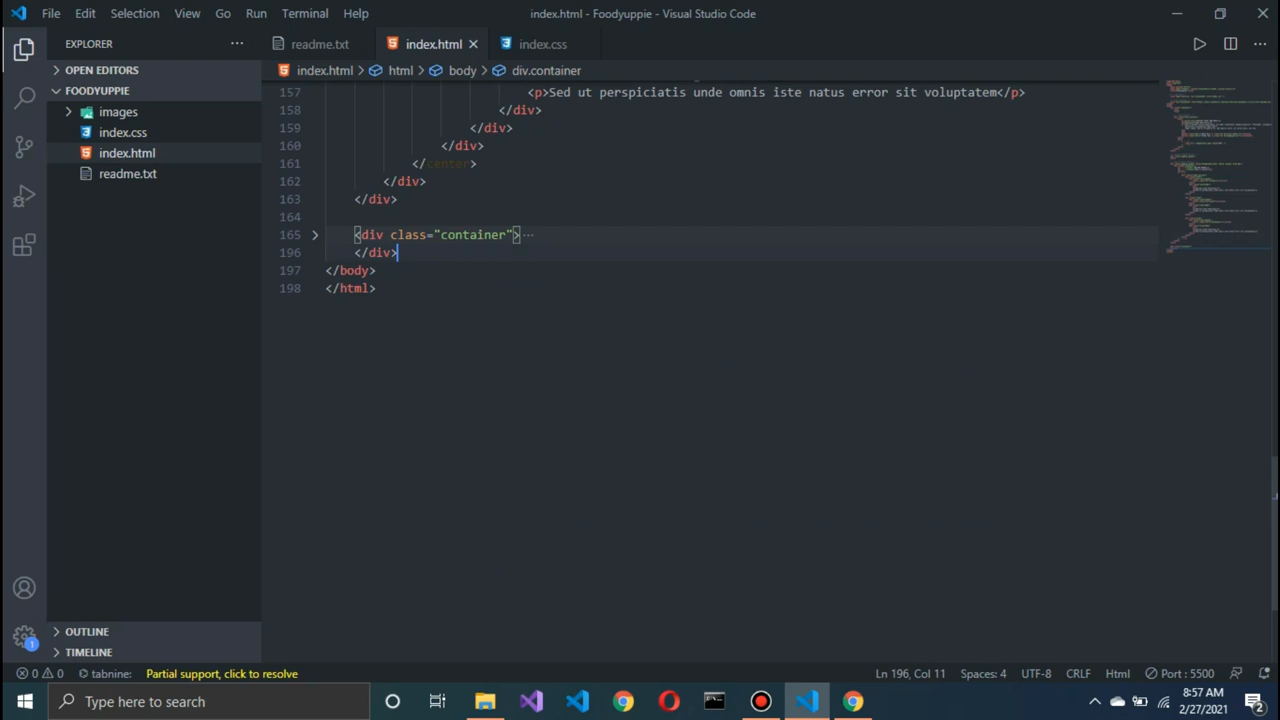 File Edit Selection View Go Run Terminal Help
index.html - Foodyuppie - Visual Studio Code
EXPLORER
readme.txt
index.html
index.css
OPEN EDITORS
FOODYUPPIE
images
index.css
index.html
readme.txt
OUTLINE
TIMELINE
index.html > html > body > div.container
157 <p>Sed ut perspiciatis unde omnis iste natus error sit voluptatem</p>
158 </div>
159 </div>
160 </div>
161 </center>
162 </div>
163 </div>
164
165 <div class="container">
196 </div>
197 </body>
198 </html>
1
0 0 tabnine: Partial support, click to resolve
Ln 196, Col 11 Spaces: 4 UTF-8 CRLF Html Port : 5500
Type here to search
8:57 AM
2/27/2021
2